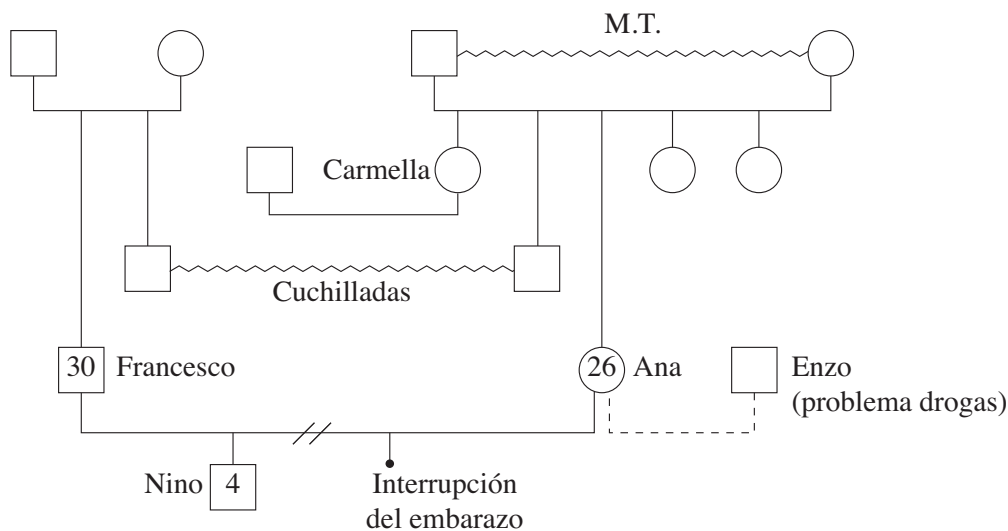 M.T.
Carmella
Cuchilladas
30 Francesco
26 Ana
Enzo
(problema drogas)
Nino 4
Interrupción
del embarazo